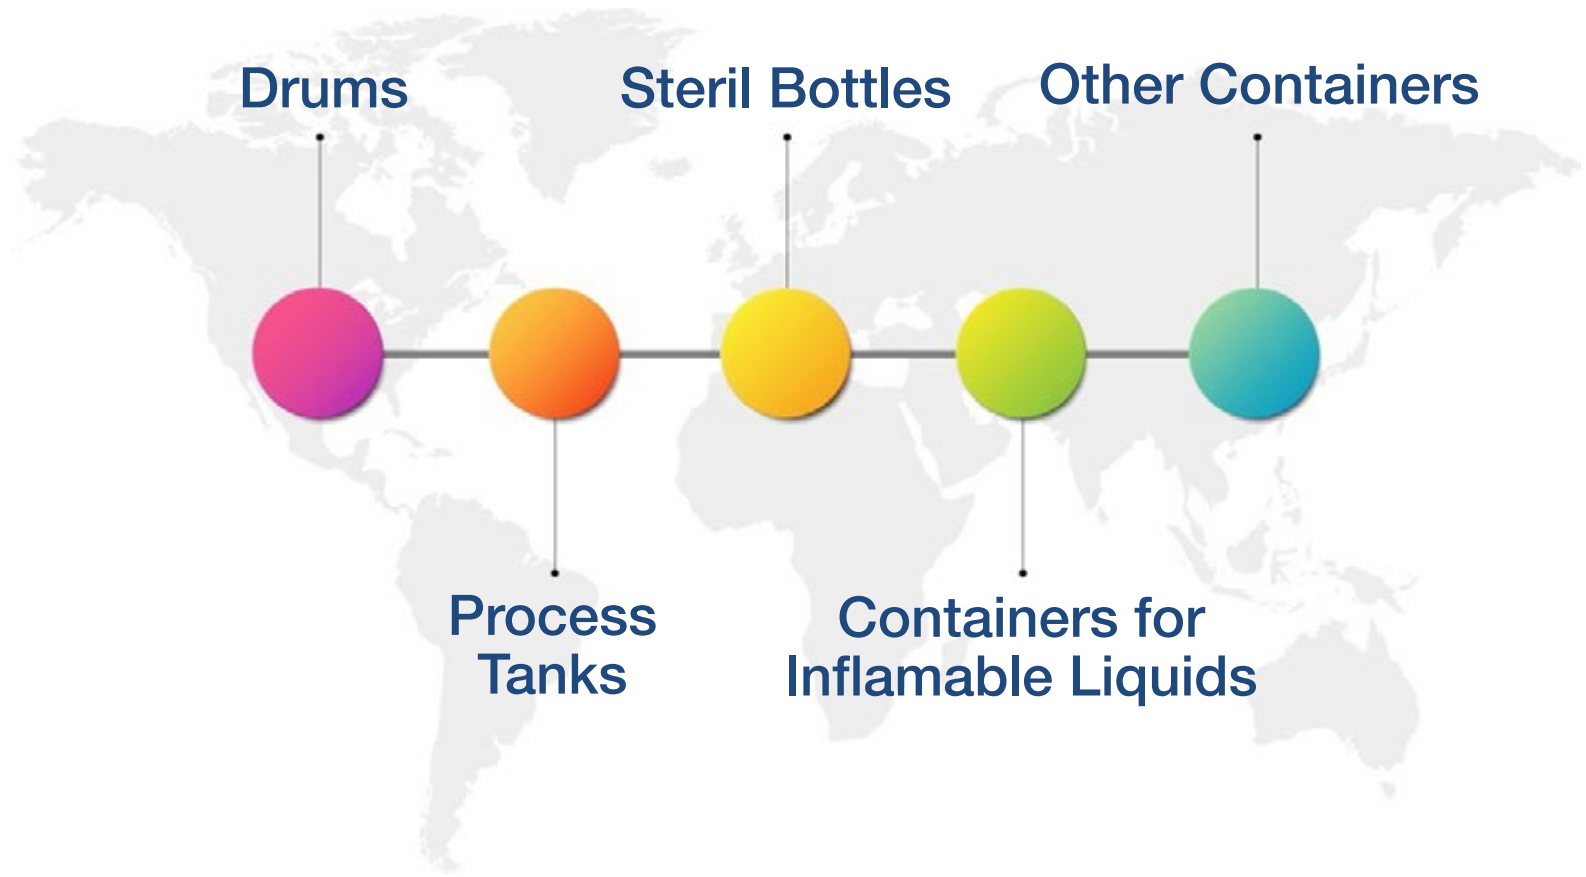 Drums
Steril Bottles
Other Containers
Process
Tanks
Containers for
Inflamable Liquids